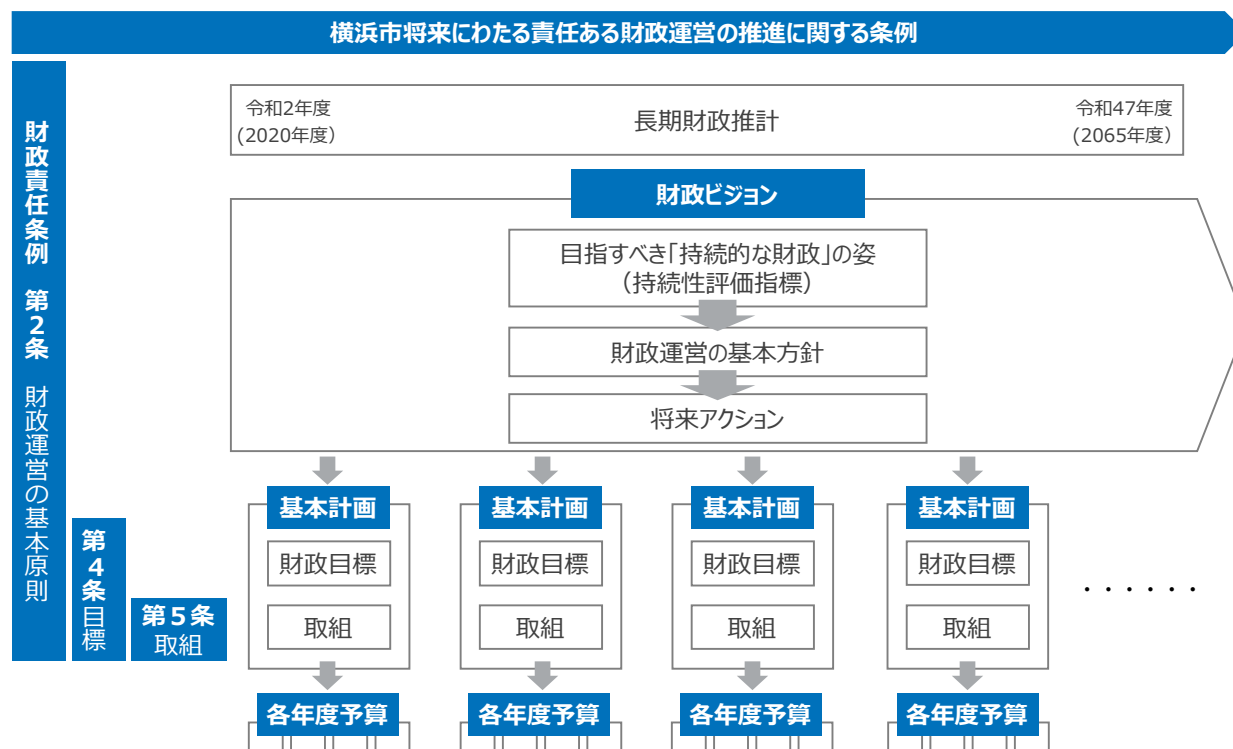 横浜市将来にわたる責任ある財政運営の推進に関する条例
財政責任条例 第2条 財政運営の基本原則
令和2年度
(2020年度)
長期財政推計
令和47年度
(2065年度)
財政ビジョン
目指すべき「持続的な財政」の姿
（持続性評価指標）
財政運営の基本方針
将来アクション
第4条 目標
第５条
取組
基本計画
財政目標
取組
基本計画
財政目標
取組
基本計画
財政目標
取組
基本計画
財政目標
取組
・・・・・・
各年度予算
各年度予算
各年度予算
各年度予算